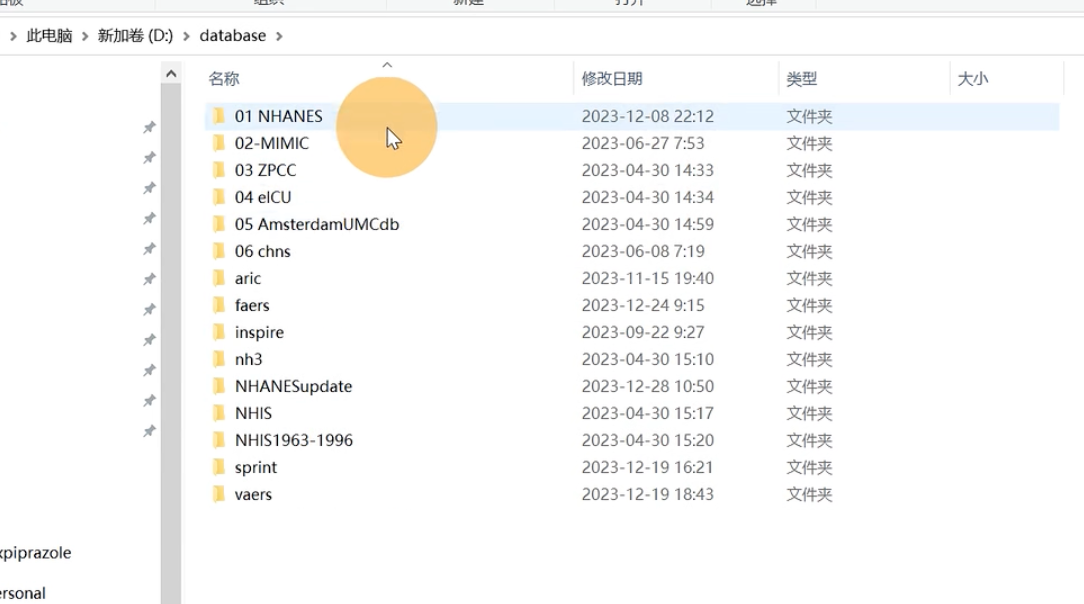 组织 新建 打开 选择
此电脑 新加卷 (D:) database
名称 修改日期 类型 大小
01 NHANES 2023-12-08 22:12 文件夹
02-MIMIC 2023-06-27 7:53 文件夹
03 ZPCC 2023-04-30 14:33 文件夹
04 eICU 2023-04-30 14:34 文件夹
05 AmsterdamUMCdb 2023-04-30 14:59 文件夹
06 chns 2023-06-08 7:19 文件夹
aric 2023-11-15 19:40 文件夹
faers 2023-12-24 9:15 文件夹
inspire 2023-09-22 9:27 文件夹
nh3 2023-04-30 15:10 文件夹
NHANESupdate 2023-12-28 10:50 文件夹
NHIS 2023-04-30 15:17 文件夹
NHIS1963-1996 2023-04-30 15:20 文件夹
sprint 2023-12-19 16:21 文件夹
vaers 2023-12-19 18:43 文件夹
xpiprazole
ersonal